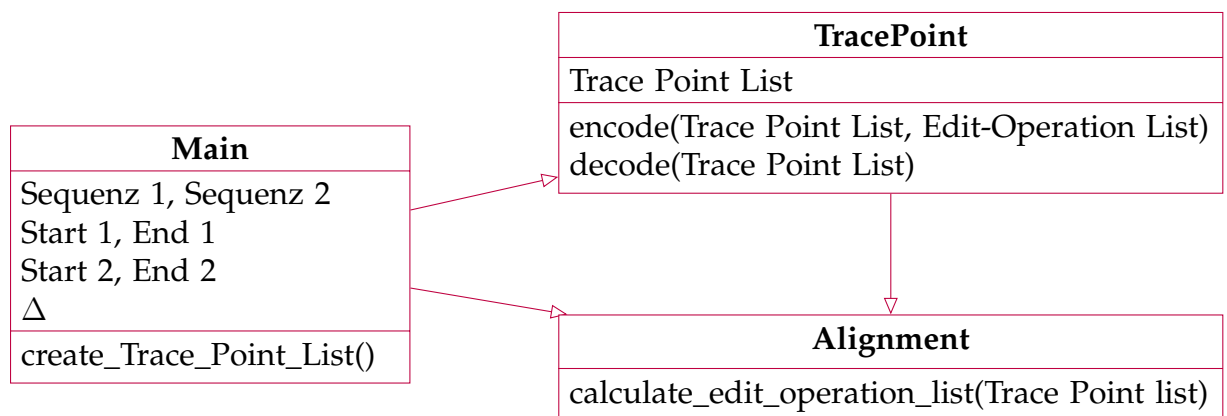 TracePoint
Trace Point List
encode(Trace Point List, Edit-Operation List)
decode(Trace Point List)
Main
Sequenz 1, Sequenz 2
Start 1, End 1
Start 2, End 2
Δ
create_Trace_Point_List()
Alignment
calculate_edit_operation_list(Trace Point list)